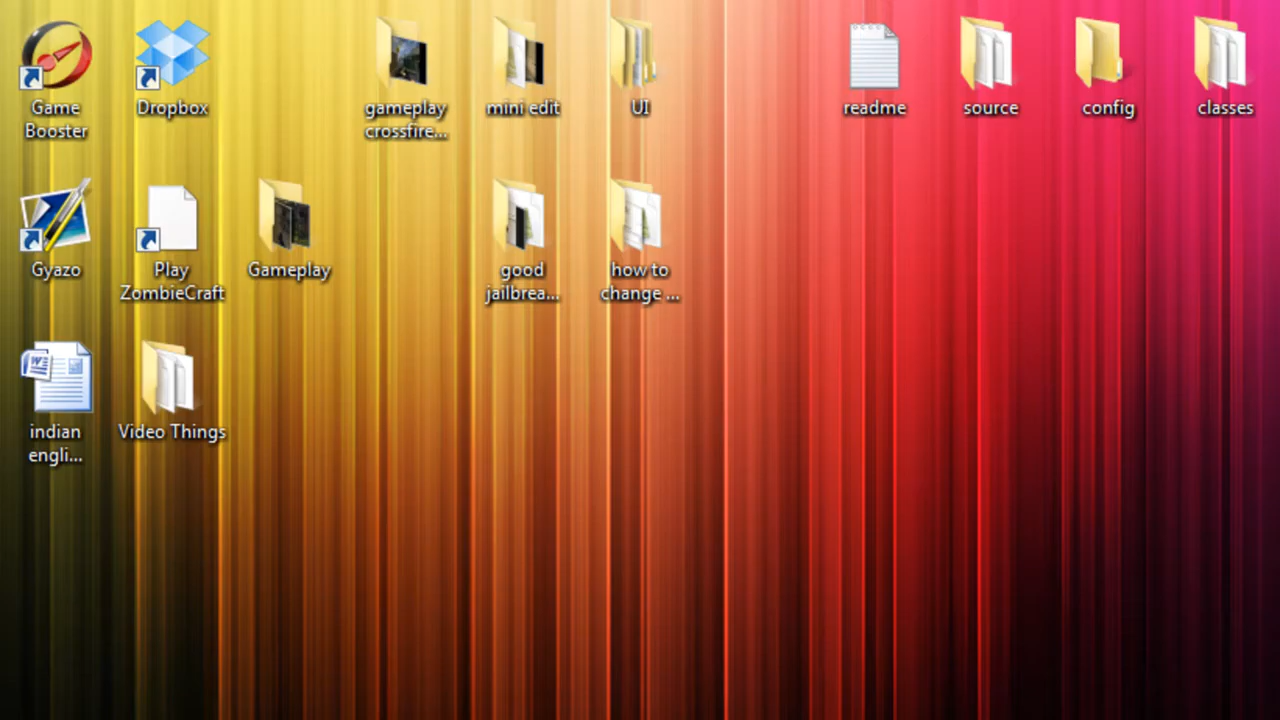 Game
Booster
Dropbox
gameplay
crossfire...
mini edit
UI
readme
source
config
classes
Gyazo
Play
ZombieCraft
Gameplay
good
jailbrea...
how to
change ...
indian
engli...
Video Things